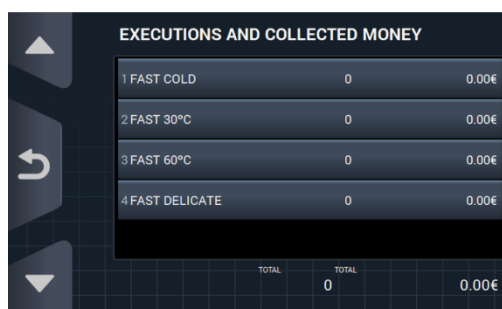 EXECUTIONS AND COLLECTED MONEY
1 FAST COLD 0 0.00€
2 FAST 30ºC 0 0.00€
3 FAST 60ºC 0 0.00€
4 FAST DELICATE 0 0.00€
TOTAL TOTAL
0 0.00€